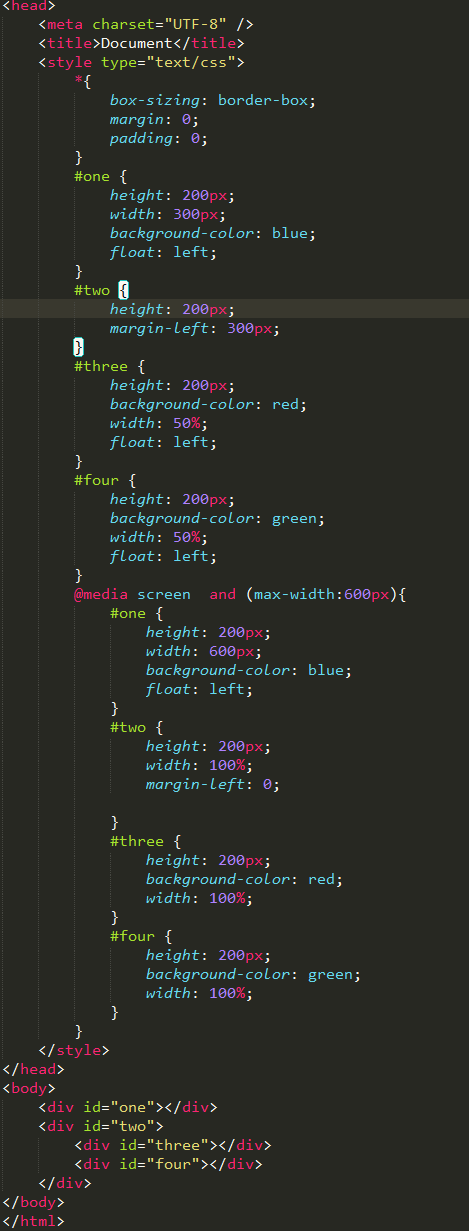 <head>
    <meta charset="UTF-8" />
    <title>Document</title>
    <style type="text/css">
        *{
            box-sizing: border-box;
            margin: 0;
            padding: 0;
        }
        #one {
            height: 200px;
            width: 300px;
            background-color: blue;
            float: left;
        }
        #two {
            height: 200px;
            margin-left: 300px;
        }
        #three {
            height: 200px;
            background-color: red;
            width: 50%;
            float: left;
        }
        #four {
            height: 200px;
            background-color: green;
            width: 50%;
            float: left;
        }
        @media screen  and (max-width:600px){
            #one {
                height: 200px;
                width: 600px;
                background-color: blue;
                float: left;
            }
            #two {
                height: 200px;
                width: 100%;
                margin-left: 0;

            }
            #three {
                height: 200px;
                background-color: red;
                width: 100%;
            }
            #four {
                height: 200px;
                background-color: green;
                width: 100%;
            }
        }
    </style>
</head>
<body>
    <div id="one"></div>
    <div id="two">
        <div id="three"></div>
        <div id="four"></div>
    </div>
</body>
</html>